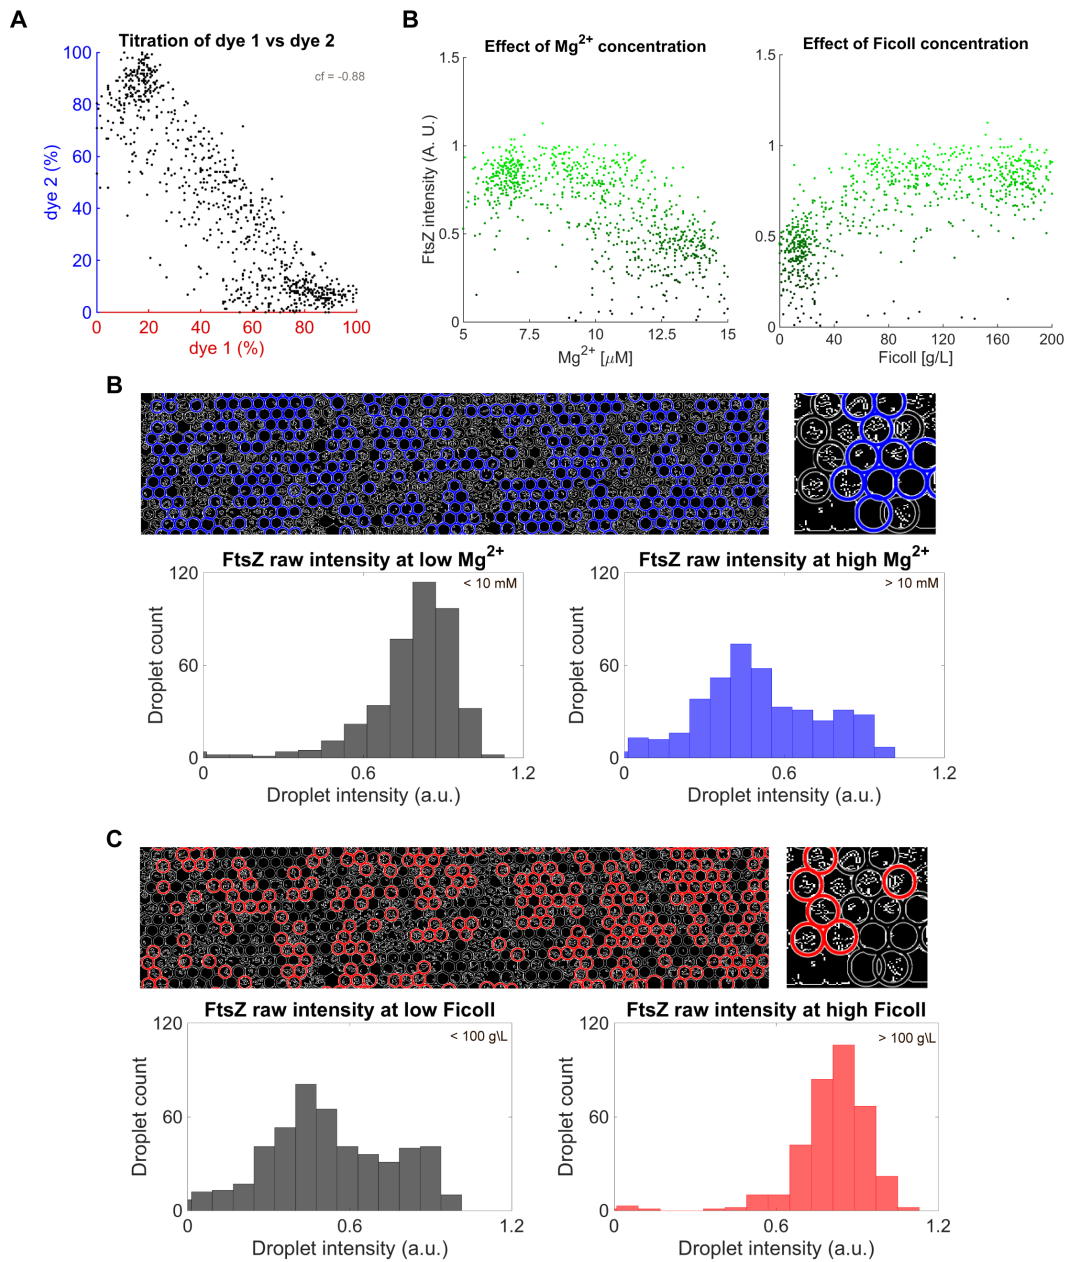 A
Titration of dye 1 vs dye 2
cf = -0.88
dye 2 (%)
100
80
60
40
20
0
0 20 40 60 80 100
dye 1 (%)
B
Effect of Mg2+ concentration
FtsZ intensity (A. U.)
1.5
1
0.5
0
5 7.5 10 12.5 15
Mg2+ [μM]
Effect of Ficoll concentration
1.5
1
0.5
0
0 40 80 120 160 200
Ficoll [g/L]
B
FtsZ raw intensity at low Mg2+
< 10 mM
Droplet count
120
60
0
0 0.6 1.2
Droplet intensity (a.u.)
FtsZ raw intensity at high Mg2+
> 10 mM
Droplet count
120
60
0
0 0.6 1.2
Droplet intensity (a.u.)
C
FtsZ raw intensity at low Ficoll
< 100 g\L
Droplet count
120
60
0
0 0.6 1.2
Droplet intensity (a.u.)
FtsZ raw intensity at high Ficoll
> 100 g\L
Droplet count
120
60
0
0 0.6 1.2
Droplet intensity (a.u.)